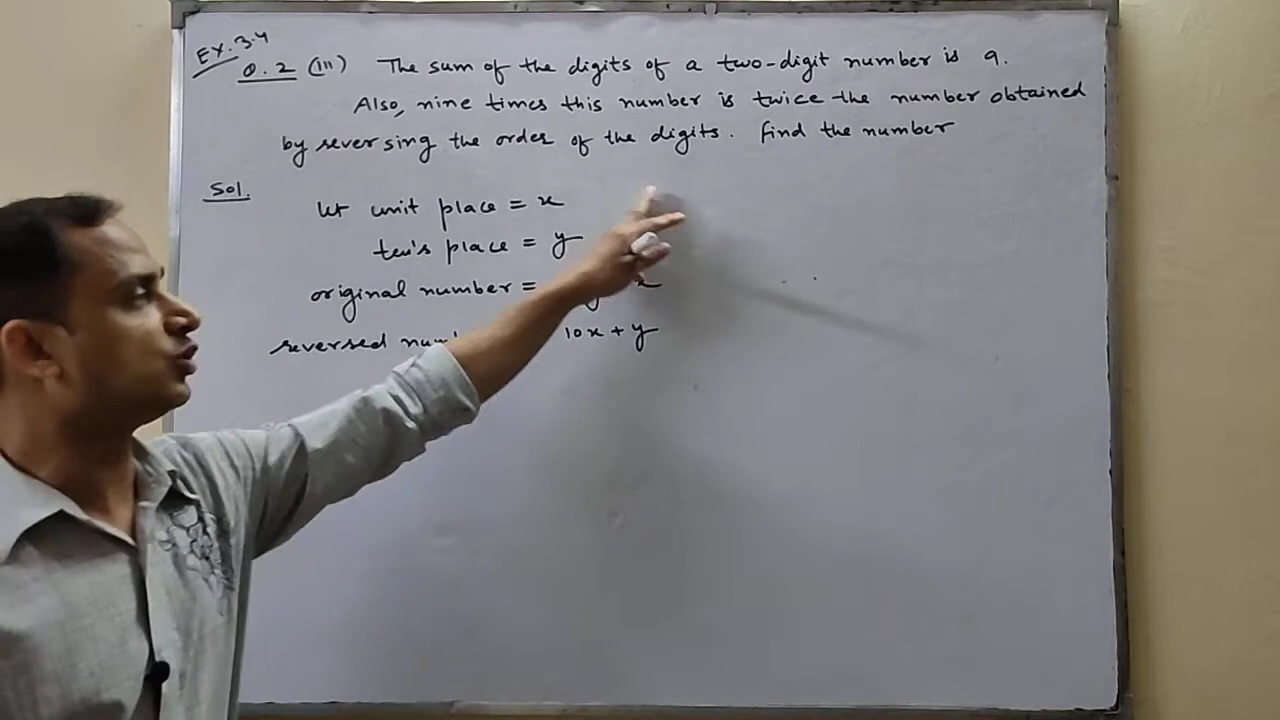 Ex. 3.4
Q.2 (III) The sum of the digits of a two-digit number is 9.
Also, nine times this number is twice the number obtained
by reversing the order of the digits. Find the number
Sol.
let unit place = x
ten's place = y
original number = x
reversed 10x + y